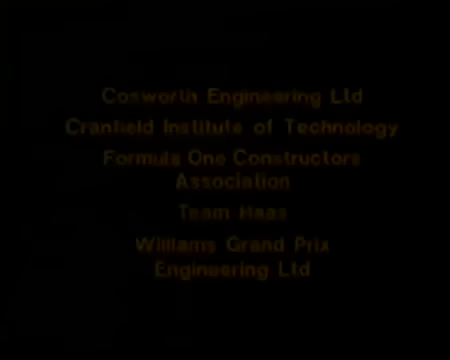 Cosworth Engineering Ltd
Cranfield Institute of Technology
Formula One Constructors
Association
Team Haas
Williams Grand Prix
Engineering Ltd